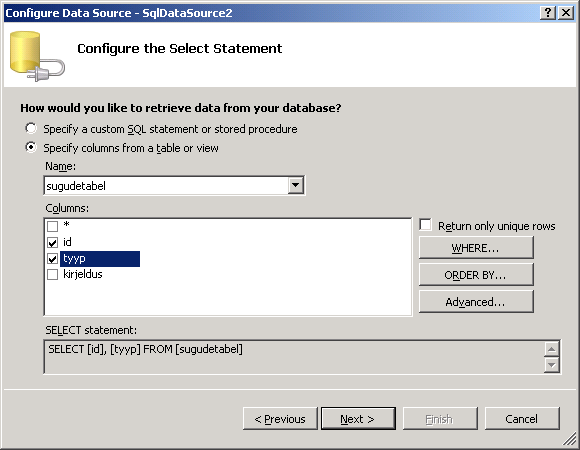 Configure Data Source - SqlDataSource2
Configure the Select Statement
How would you like to retrieve data from your database?
Specify a custom SQL statement or stored procedure
Specify columns from a table or view
Name:
sugudetabel
Columns:
*
Return only unique rows
id
WHERE...
tyyp
ORDER BY...
kirjeldus
Advanced...
SELECT statement:
SELECT [id], [tyyp] FROM [sugudetabel]
< Previous
Next >
Finish
Cancel